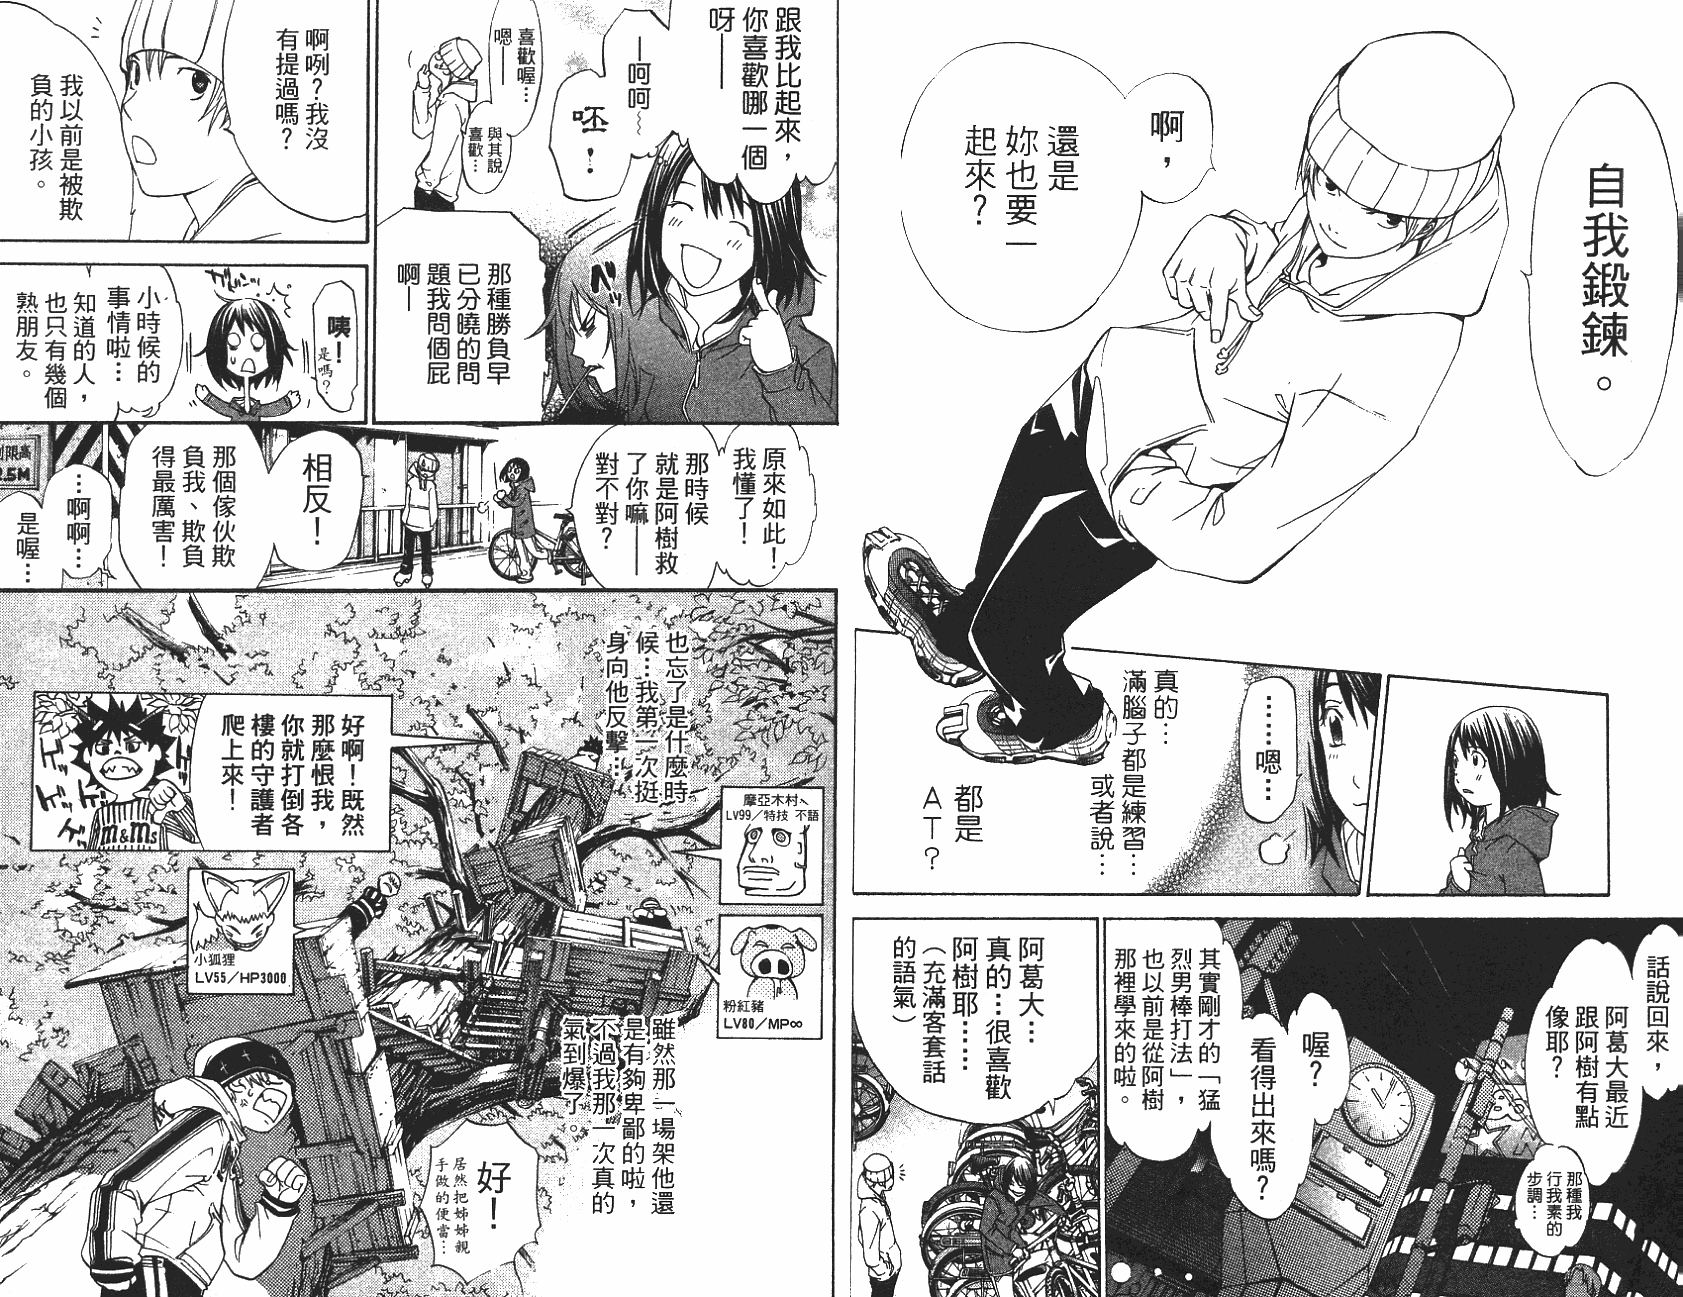 自我鍛鍊。
啊，
還是
妳也要一
起來？
……嗯…
真的…
滿腦子都是練習…
或者說…
都是
AT？
話說回來，
阿葛大最近
跟阿樹有點
像耶？
那種我
行我素的
步調…
喔？
看得出來嗎？
其實剛才的「猛
烈男棒打法」，
也以前是從阿樹
那裡學來的啦。
阿葛大…
真的…很喜歡
阿樹耶……
（充滿客套話
的語氣）
跟我比起來，
你喜歡哪一個
呀——
—呵呵～
呸！
喜歡喔…
嗯——
與其說
喜歡…
那種勝負早
已分曉的問
題我問個屁
啊—
啊咧？我沒
有提過嗎？
我以前是被欺
負的小孩。
咦！
是嗎？
小時候的
事情啦…
知道的人，
也只有幾個
熟朋友。
原來如此！
我懂了！
那時候
就是阿樹救
了你嘛——
對不對？
相反！
那個傢伙欺
負我、欺負
得最厲害！
…啊啊…
是喔…
限高
2.5M
也忘了是什麼時
候…我第一次挺
身向他反擊…
好啊！既然
那麼恨我，
你就打倒各
樓的守護者
爬上來！
m&ms
摩亞木村
LV99／特技 不語
粉紅豬
LV80／MP∞
小狐狸
LV55／HP3000
雖然那一場架他還
是有夠卑鄙的啦，
不過我那一次真的
氣到爆了。
好！
居然把姊姊親
手做的便當…